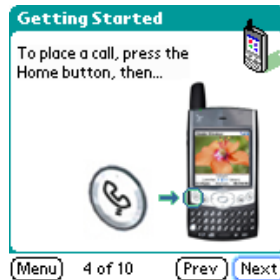 Getting Started
To place a call, press the
Home button, then...
Menu
4 of 10
Prev
Next